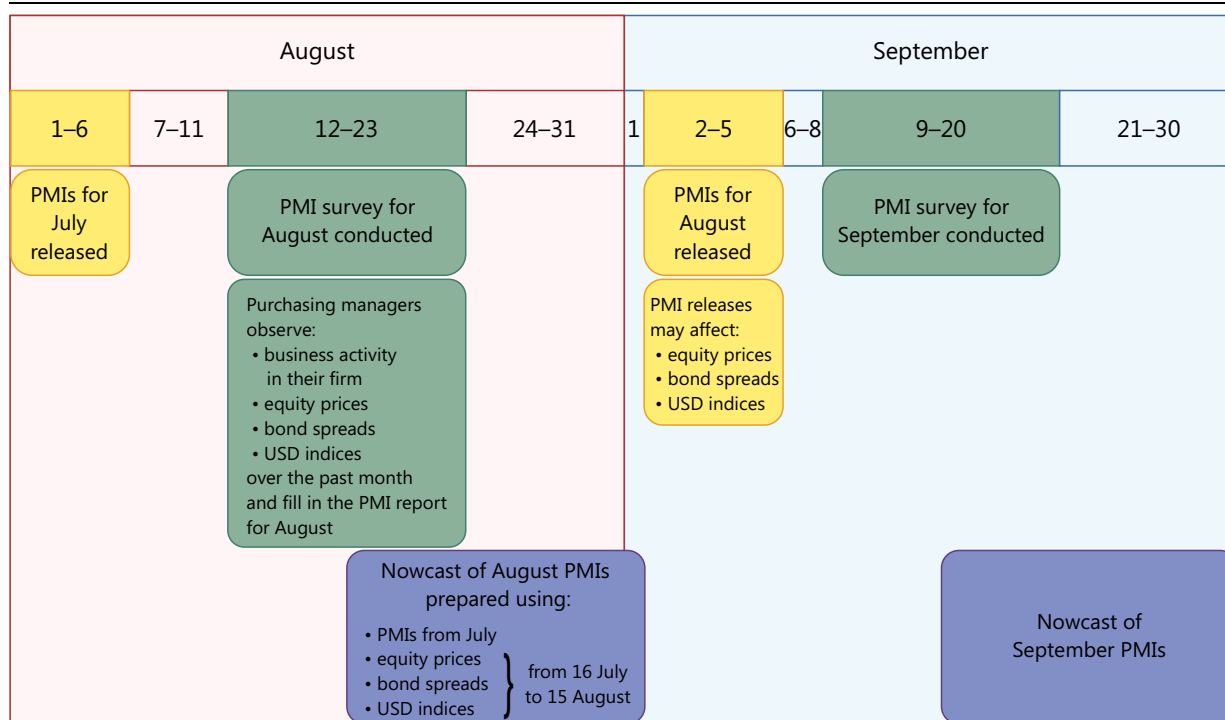 August
September
1–6
7–11
12–23
24–31
1
2–5
6–8
9–20
21–30
PMIs for
July
released
PMI survey for
August conducted
PMIs for
August
released
PMI survey for
September conducted
Purchasing managers
observe:
• business activity
in their firm
• equity prices
• bond spreads
• USD indices
over the past month
and fill in the PMI report
for August
PMI releases
may affect:
• equity prices
• bond spreads
• USD indices
Nowcast of August PMIs
prepared using:
• PMIs from July
• equity prices
• bond spreads
• USD indices
from 16 July
to 15 August
Nowcast of
September PMIs